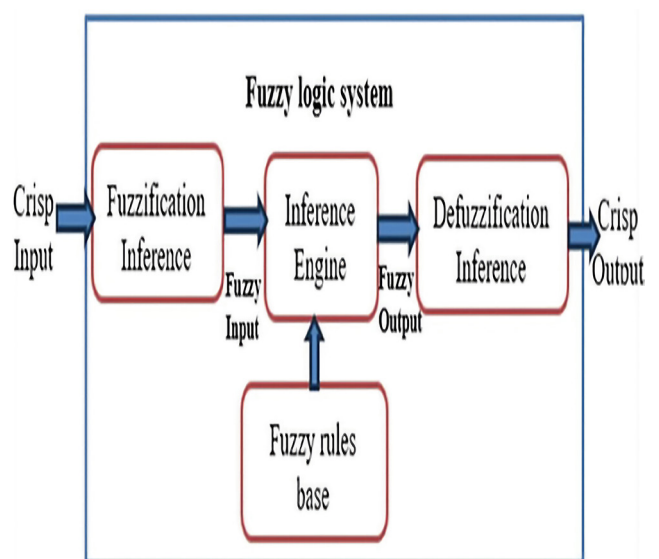 Fuzzy logic system
Crisp
Input
Fuzzification
Inference
Fuzzy
Input
Inference
Engine
Fuzzy
Output
Defuzzification
Inference
Crisp
Output
Fuzzy rules
base